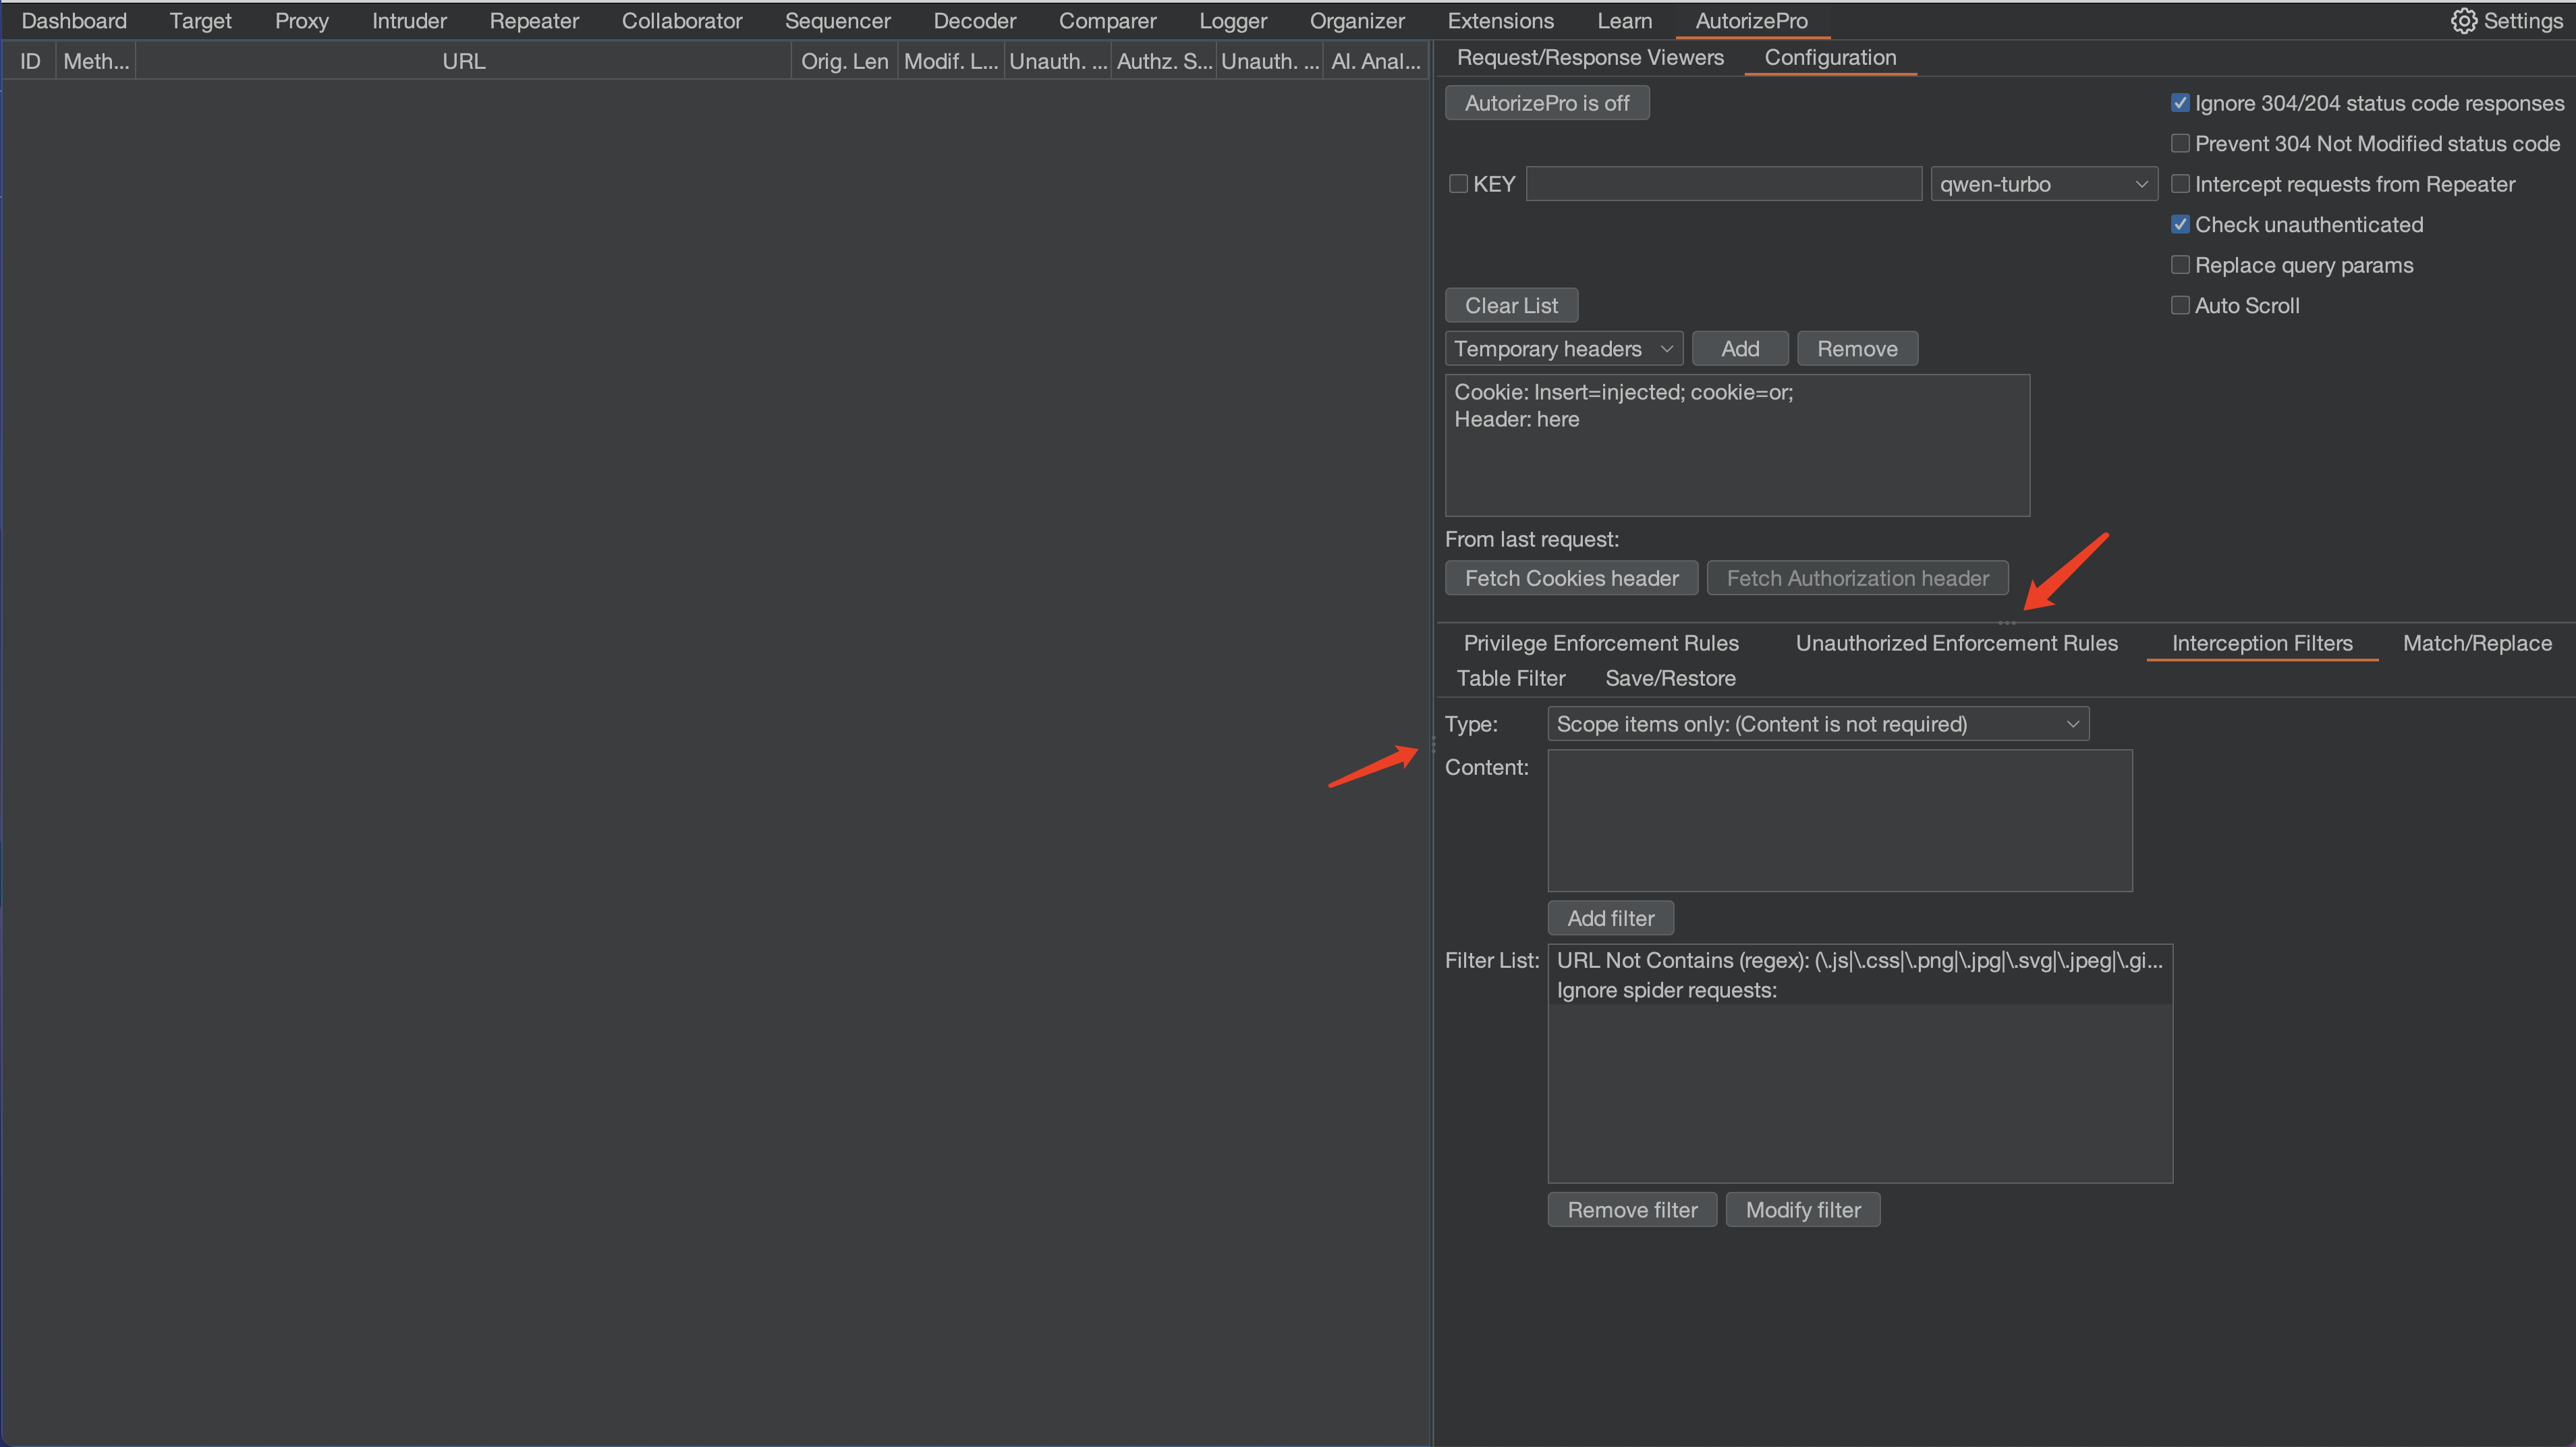 Dashboard Target Proxy Intruder Repeater Collaborator Sequencer Decoder Comparer Logger Organizer Extensions Learn AutorizePro Settings
ID Meth... URL Orig. Len Modif. L... Unauth. ... Authz. S... Unauth. ... AI. Anal...
Request/Response Viewers Configuration
AutorizePro is off
Ignore 304/204 status code responses
Prevent 304 Not Modified status code
KEY qwen-turbo
Intercept requests from Repeater
Check unauthenticated
Replace query params
Clear List
Auto Scroll
Temporary headers Add Remove
Cookie: Insert=injected; cookie=or;
Header: here
From last request:
Fetch Cookies header Fetch Authorization header
Privilege Enforcement Rules Unauthorized Enforcement Rules Interception Filters Match/Replace
Table Filter Save/Restore
Type: Scope items only: (Content is not required)
Content:
Add filter
Filter List: URL Not Contains (regex): (\.js|\.css|\.png|\.jpg|\.svg|\.jpeg|\.gi...
Ignore spider requests:
Remove filter Modify filter